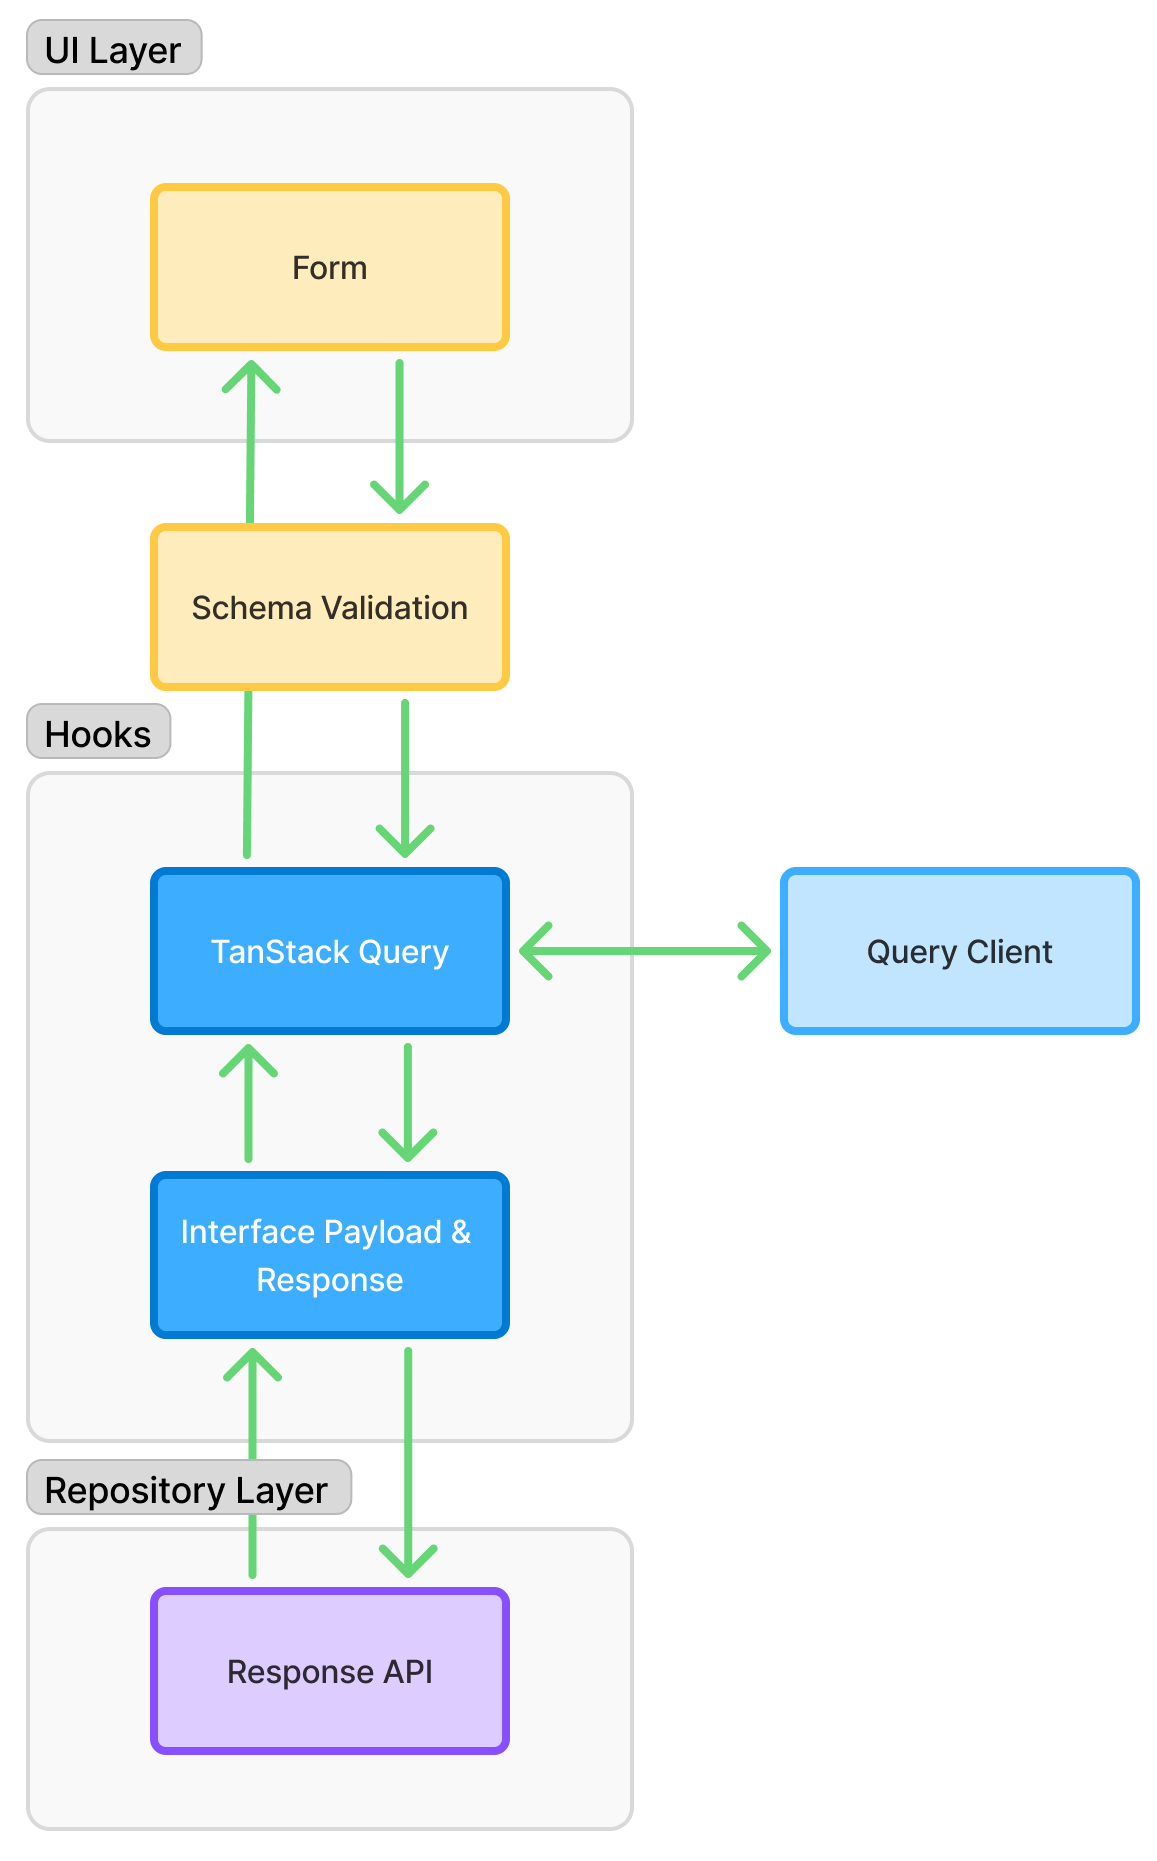 UI Layer
Form
Schema Validation
Hooks
TanStack Query
Query Client
Interface Payload &
Response
Repository Layer
Response API